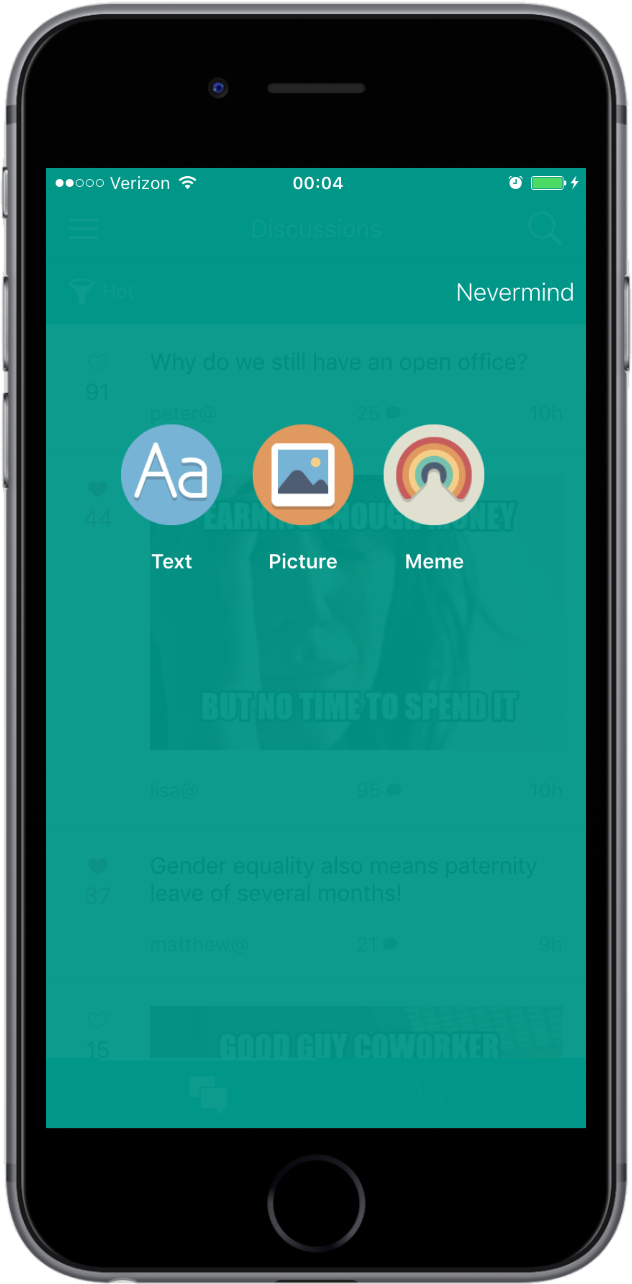 Verizon 00:04
Discussions
Hot
Nevermind
Why do we still have an open office?
91
peter@ 25 10h
Aa
44
EARNING ENOUGH MONEY
Text Picture Meme
BUT NO TIME TO SPEND IT
lisa@ 95 10h
Gender equality also means paternity
37
leave of several months!
matthew@ 21 9h
15
GOOD GUY COWORKER